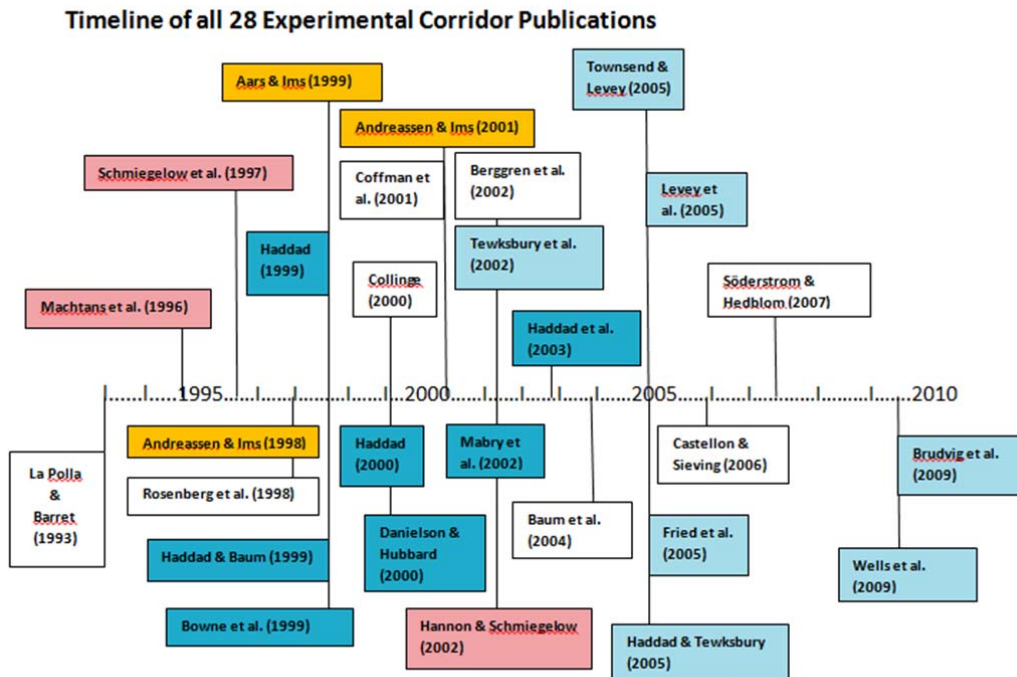 Timeline of all 28 Experimental Corridor Publications
Aars & Ims (1999)
Townsend &
Levey (2005)
Andreassen & Ims (2001)
Schmiegelow et al. (1997)
Coffman et
al. (2001)
Berggren et al.
(2002)
Levey et
al. (2005)
Haddad
(1999)
Tewksbury et al.
(2002)
Collinge
(2000)
Söderstrom &
Hedblom (2007)
Machtans et al. (1996)
Haddad et al.
(2003)
1995
2000
2005
2010
Andreassen & Ims (1998)
Haddad
(2000)
Mabry et
al. (2002)
Castellon &
Sieving (2006)
Brudvig et al.
(2009)
La Polla
&
Barret
(1993)
Rosenberg et al. (1998)
Baum et al.
(2004)
Danielson &
Hubbard
(2000)
Fried et al.
(2005)
Haddad & Baum (1999)
Wells et al.
(2009)
Bowne et al. (1999)
Hannon & Schmiegelow
(2002)
Haddad & Tewksbury
(2005)